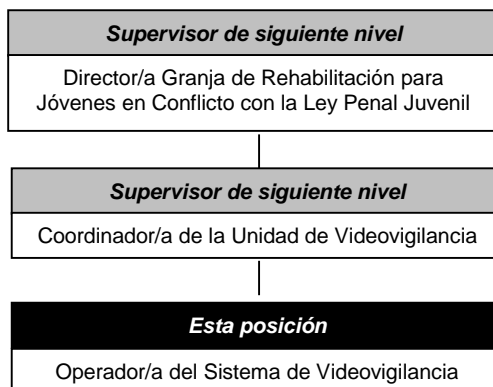 Supervisor de siguiente nivel
Director/a Granja de Rehabilitación para
Jóvenes en Conflicto con la Ley Penal Juvenil
Supervisor de siguiente nivel
Coordinador/a de la Unidad de Videovigilancia
Esta posición
Operador/a del Sistema de Videovigilancia